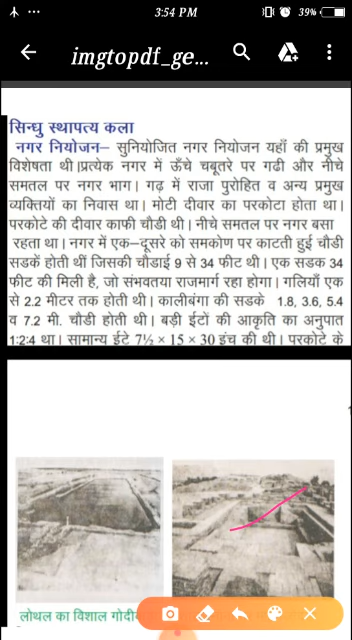 3:54 PM
39%
imgtopdf_ge...
सिन्धु स्थापत्य कला
नगर नियोजन– सुनियोजित नगर नियोजन यहाँ की प्रमुख
विशेषता थी।प्रत्येक नगर में ऊँचे चबूतरे पर गढी और नीचे
समतल पर नगर भाग। गढ़ में राजा पुरोहित व अन्य प्रमुख
व्यक्तियों का निवास था। मोटी दीवार का परकोटा होता था।
परकोटे की दीवार काफी चौडी थी। नीचे समतल पर नगर बसा
रहता था। नगर में एक–दूसरे को समकोण पर काटती हुई चौडी
सडकें होती थीं जिसकी चौडाई 9 से 34 फीट थी। एक सडक 34
फीट की मिली है, जो संभवतया राजमार्ग रहा होगा। गलियाँ एक
से 2.2 मीटर तक होती थी। कालीबंगा की सडके 1.8, 3.6, 5.4
व 7.2 मी. चौडी होती थी। बड़ी ईटों की आकृति का अनुपात
1:2:4 था। सामान्य ईटे 7½ × 15 × 30 इंच की थी। परकोटे के
लोथल का विशाल